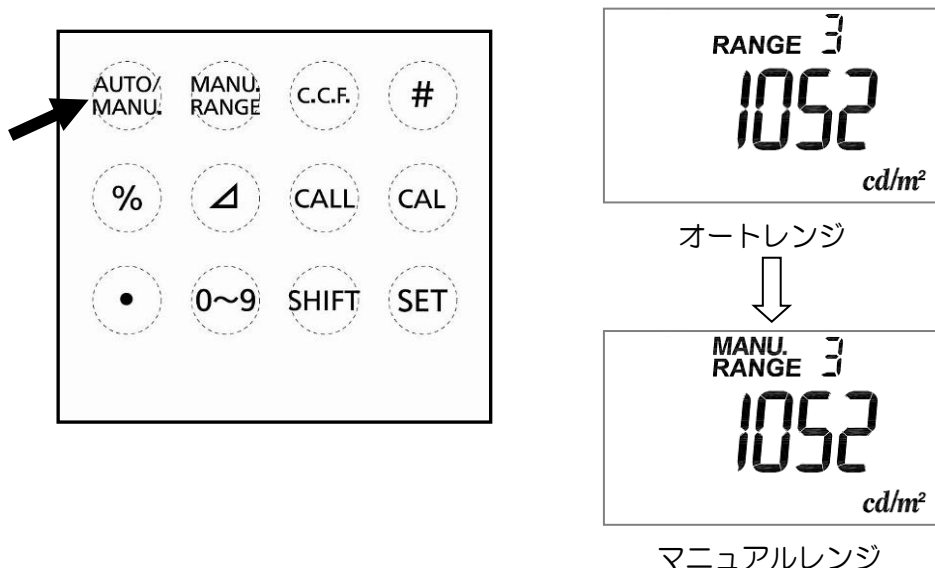 AUTO/
MANU.
MANU.
RANGE
C.C.F.
#
%
⊿
CALL
CAL
•
0～9
SHIFT
SET
RANGE 3
1052
cd/m²
オートレンジ
MANU.
RANGE 3
1052
cd/m²
マニュアルレンジ